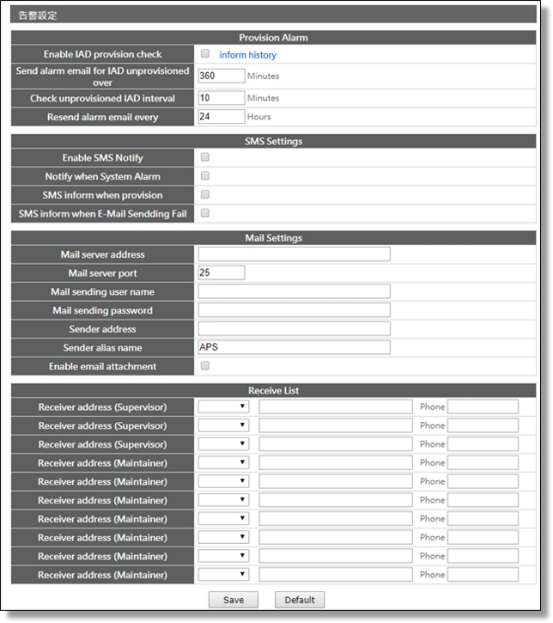 告警設定
Provision Alarm
Enable IAD provision check inform history
Send alarm email for IAD unprovisioned over 360 Minutes
Check unprovisioned IAD interval 10 Minutes
Resend alarm email every 24 Hours
SMS Settings
Enable SMS Notify
Notify when System Alarm
SMS inform when provision
SMS inform when E-Mail Sendding Fail
Mail Settings
Mail server address
Mail server port 25
Mail sending user name
Mail sending password
Sender address
Sender alias name APS
Enable email attachment
Receive List
Receiver address (Supervisor) Phone
Receiver address (Supervisor) Phone
Receiver address (Supervisor) Phone
Receiver address (Maintainer) Phone
Receiver address (Maintainer) Phone
Receiver address (Maintainer) Phone
Receiver address (Maintainer) Phone
Receiver address (Maintainer) Phone
Receiver address (Maintainer) Phone
Receiver address (Maintainer) Phone
Save Default